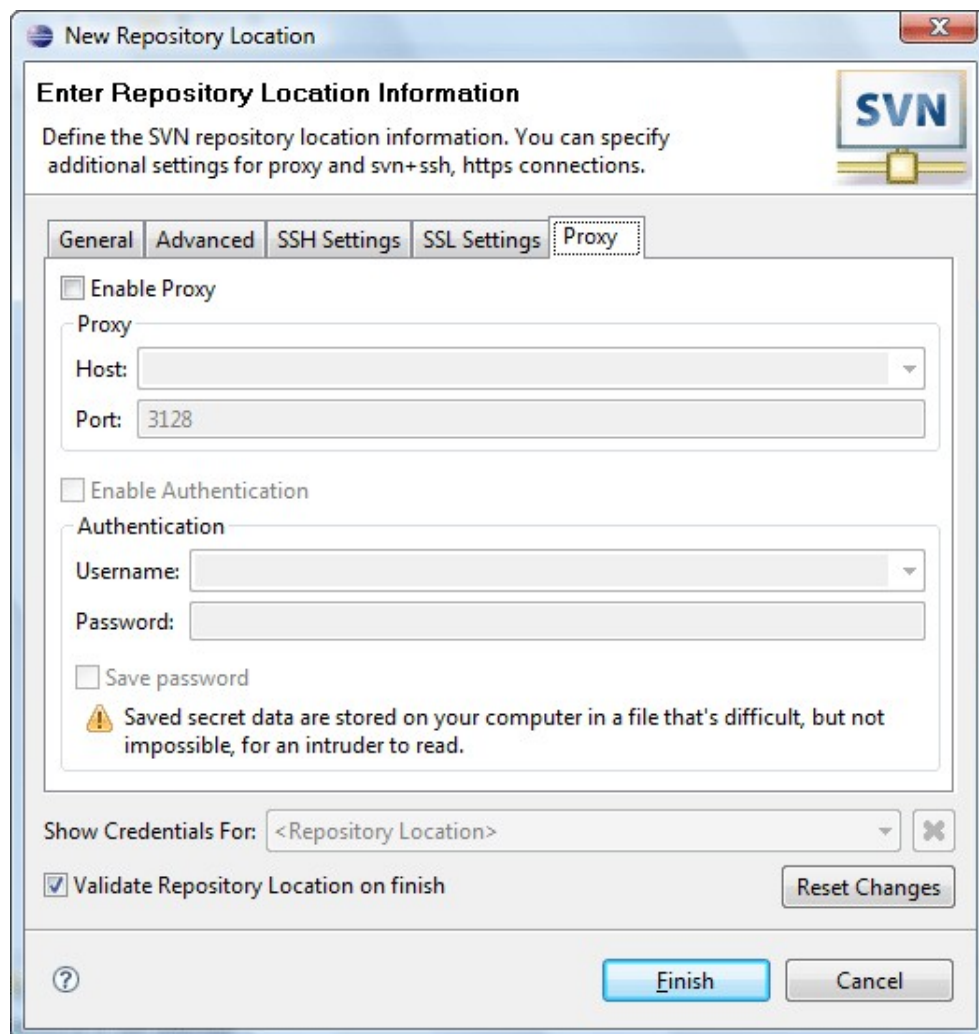 New Repository Location
X
Enter Repository Location Information
SVN
Define the SVN repository location information. You can specify
additional settings for proxy and svn+ssh, https connections.
General Advanced SSH Settings SSL Settings Proxy
Enable Proxy
Proxy
Host:
Port: 3128
Enable Authentication
Authentication
Username:
Password:
Save password
Saved secret data are stored on your computer in a file that's difficult, but not
impossible, for an intruder to read.
Show Credentials For: <Repository Location>
Validate Repository Location on finish Reset Changes
? Finish Cancel